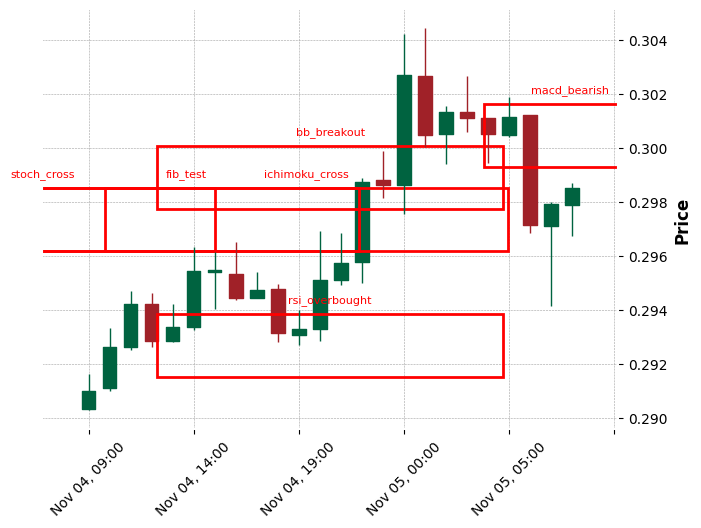 0.304
macd_bearish
0.302
bb_breakout
0.300
stoch_cross
fib_test
ichimoku_cross
0.298
Price
0.296
rsi_overbought
0.294
0.292
0.290
Nov 04, 09:00
Nov 04, 14:00
Nov 04, 19:00
Nov 05, 00:00
Nov 05, 05:00